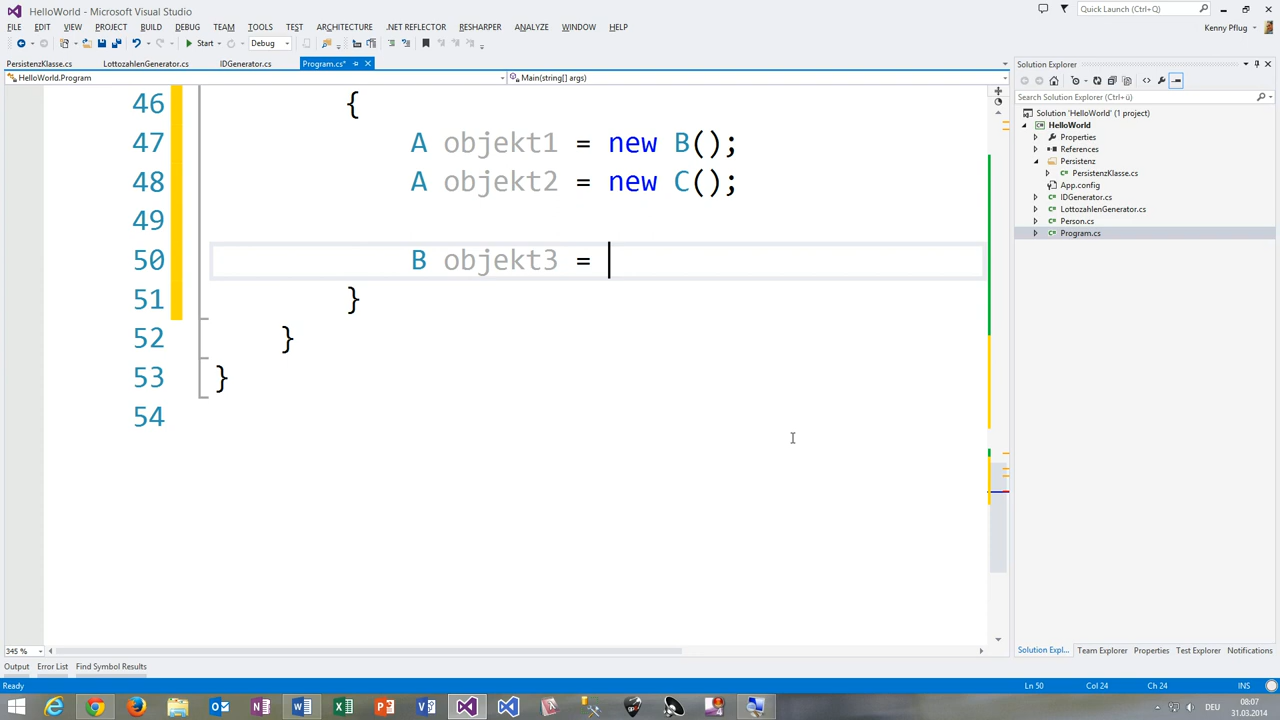 HelloWorld - Microsoft Visual Studio
Quick Launch (Ctrl+Q)
FILE EDIT VIEW PROJECT BUILD DEBUG TEAM TOOLS TEST ARCHITECTURE .NET REFLECTOR RESHARPER ANALYZE WINDOW HELP
Kenny Pflug
Start Debug
PersistenzKlasse.cs LottozahlenGenerator.cs IDGenerator.cs Program.cs*
HelloWorld.Program Main(string[] args)
46 {
47 A objekt1 = new B();
48 A objekt2 = new C();
49
50 B objekt3 =
51 }
52 }
53 }
54
Solution Explorer
Search Solution Explorer (Ctrl+ü)
Solution 'HelloWorld' (1 project)
HelloWorld
Properties
References
Persistenz
PersistenzKlasse.cs
App.config
IDGenerator.cs
LottozahlenGenerator.cs
Person.cs
Program.cs
345 %
Solution Expl... Team Explorer Properties Test Explorer Notifications
Output Error List Find Symbol Results
Ready Ln 50 Col 24 Ch 24 INS
DEU
08:07
31.03.2014